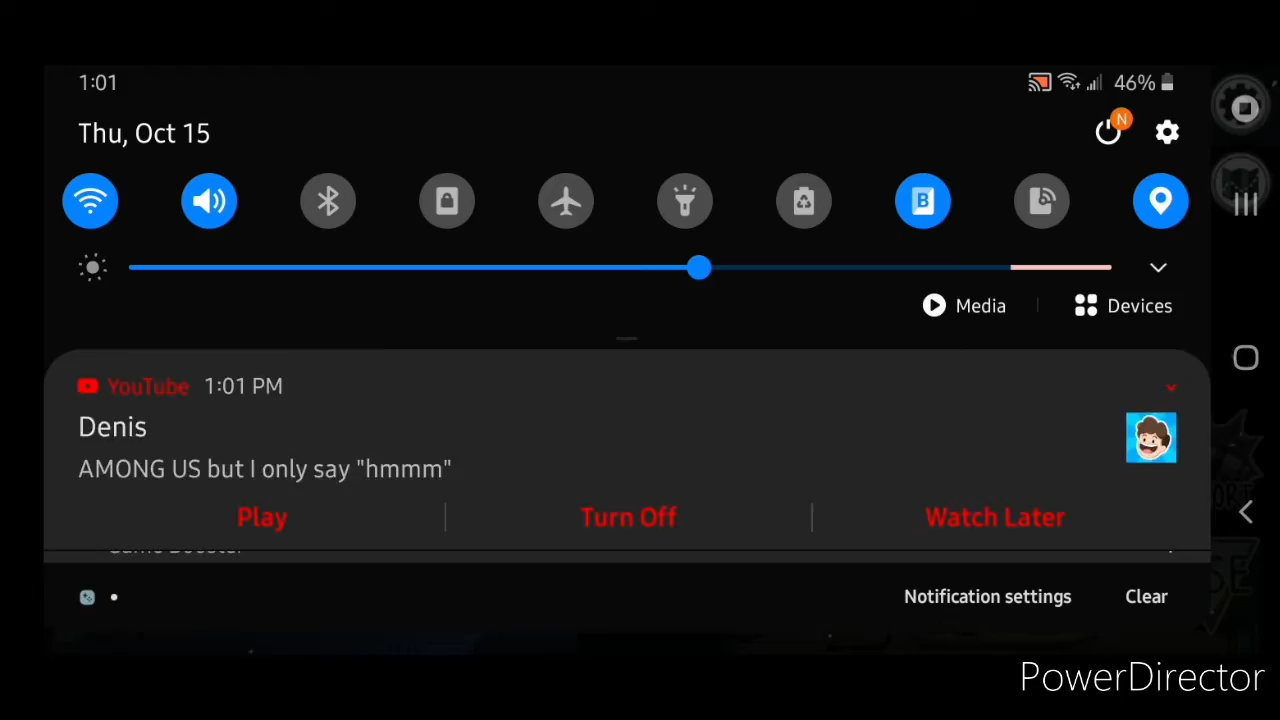 1:01
46%
Thu, Oct 15
N
B
Media
Devices
YouTube 1:01 PM
Denis
AMONG US but I only say "hmmm"
Play
Turn Off
Watch Later
Notification settings
Clear
PowerDirector